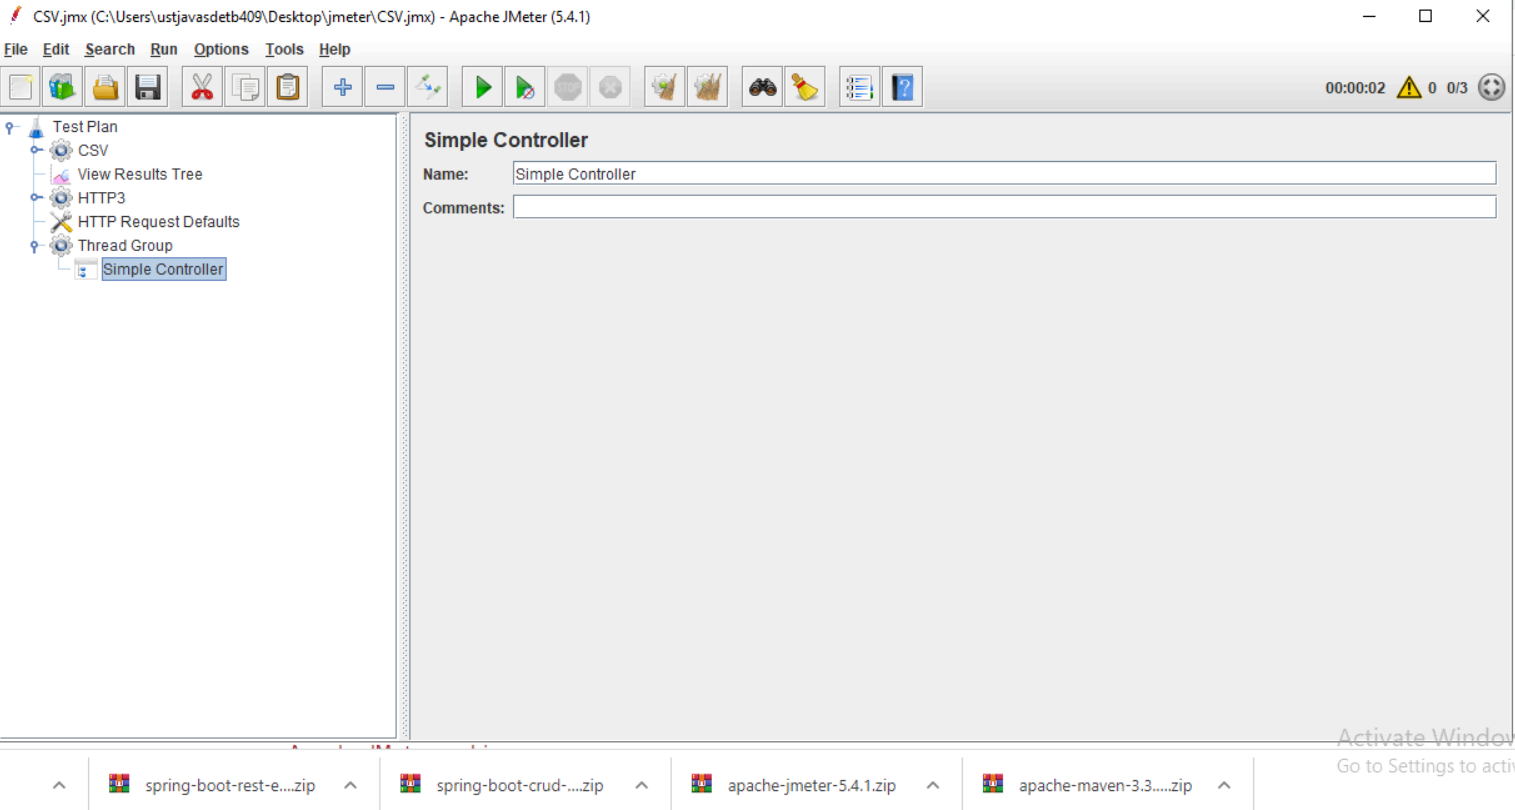 CSV.jmx (C:\Users\ustjavasdetb409\Desktop\jmeter\CSV.jmx) - Apache JMeter (5.4.1)
File Edit Search Run Options Tools Help
STOP
00:00:02 0 0/3
Test Plan
CSV
View Results Tree
HTTP3
HTTP Request Defaults
Thread Group
Simple Controller
Simple Controller
Name: Simple Controller
Comments:
Activate Window
Go to Settings to acti
spring-boot-rest-e....zip spring-boot-crud-....zip apache-jmeter-5.4.1.zip apache-maven-3.3.....zip